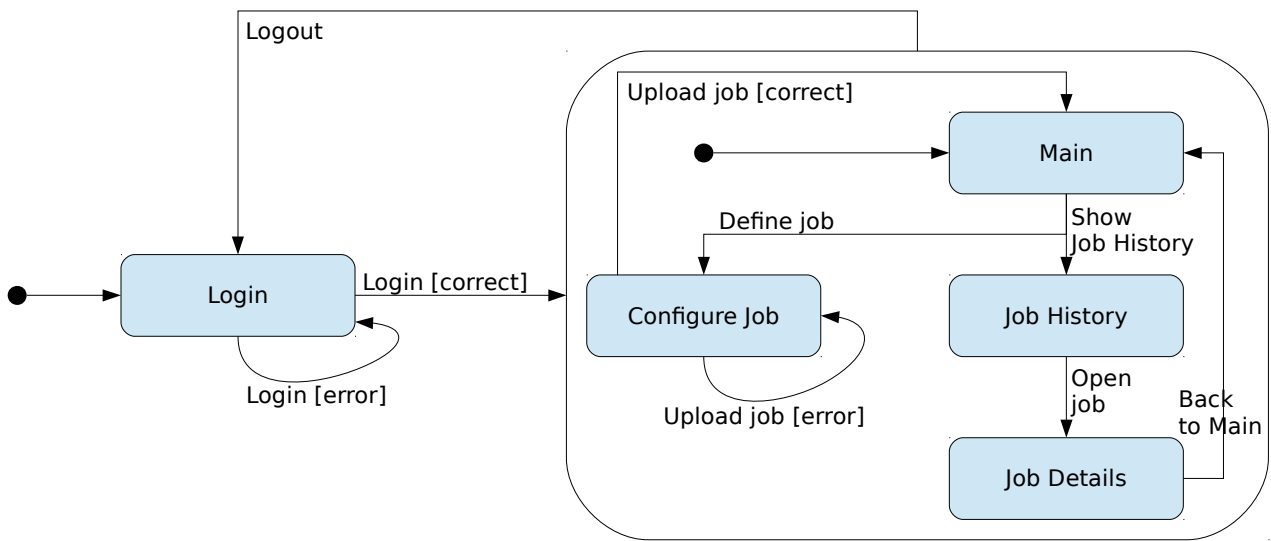 Logout
Upload job [correct]
Main
Define job
Show
Job History
Login
Login [correct]
Configure Job
Job History
Login [error]
Upload job [error]
Open
job
Back
to Main
Job Details